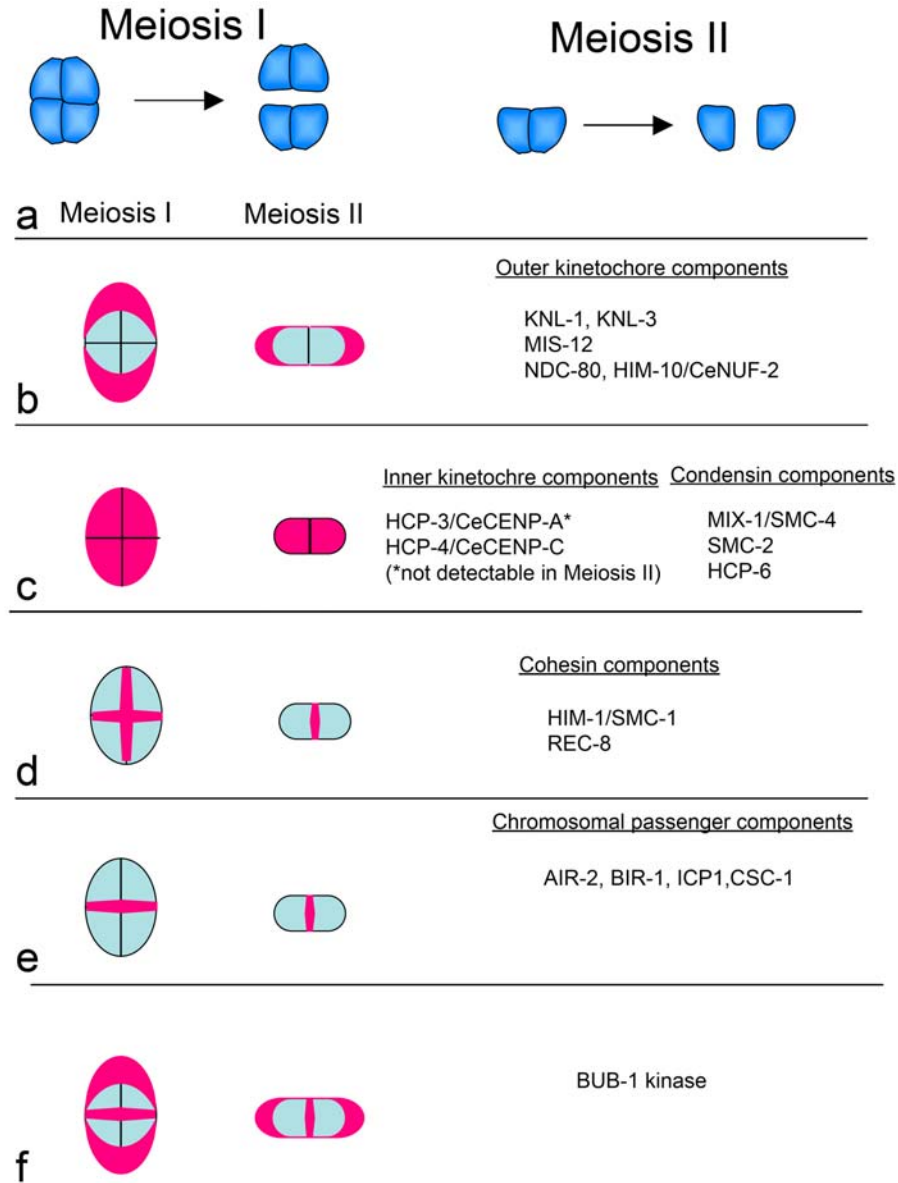 Meiosis I
Meiosis II
a
Meiosis I
Meiosis II
Outer kinetochore components
KNL-1, KNL-3
MIS-12
NDC-80, HIM-10/CeNUF-2
b
Inner kinetochre components
HCP-3/CeCENP-A*
HCP-4/CeCENP-C
(*not detectable in Meiosis II)
Condensin components
MIX-1/SMC-4
SMC-2
HCP-6
c
Cohesin components
HIM-1/SMC-1
REC-8
d
Chromosomal passenger components
AIR-2, BIR-1, ICP1,CSC-1
e
BUB-1 kinase
f